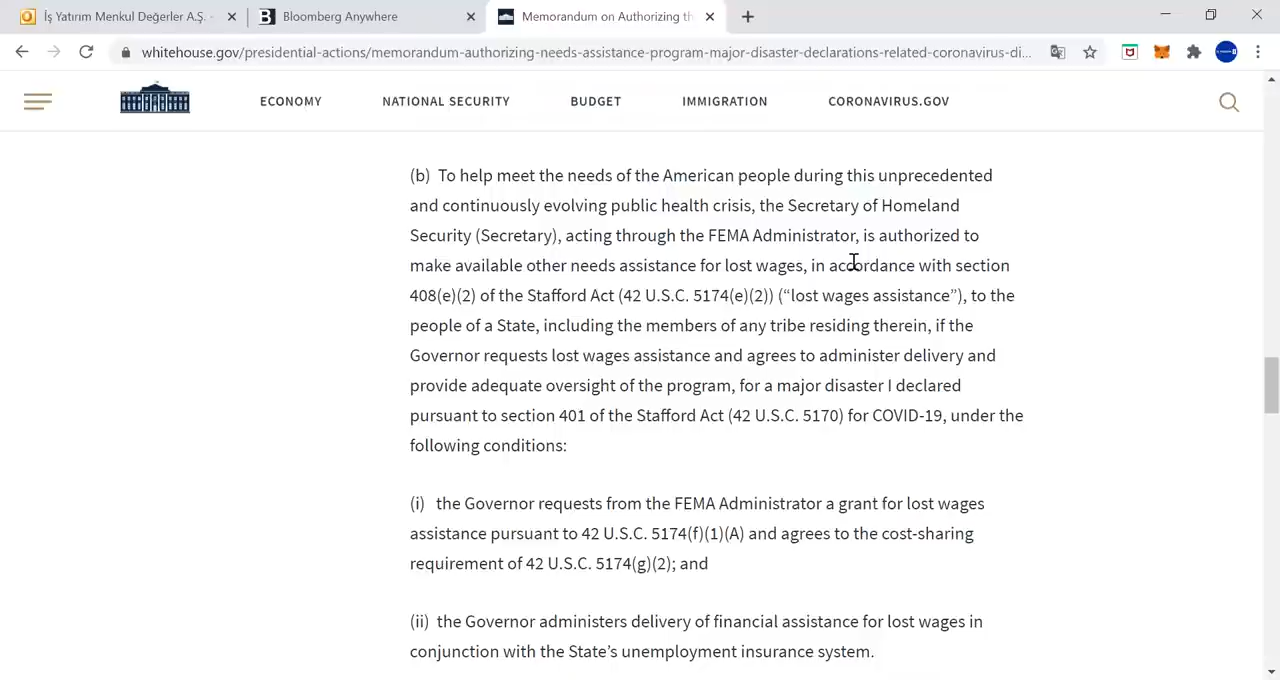 İş Yatırım Menkul Değerler A.Ş. -
Bloomberg Anywhere
Memorandum on Authorizing th
whitehouse.gov/presidential-actions/memorandum-authorizing-needs-assistance-program-major-disaster-declarations-related-coronavirus-di...
ECONOMY NATIONAL SECURITY BUDGET IMMIGRATION CORONAVIRUS.GOV
(b) To help meet the needs of the American people during this unprecedented
and continuously evolving public health crisis, the Secretary of Homeland
Security (Secretary), acting through the FEMA Administrator, is authorized to
make available other needs assistance for lost wages, in accordance with section
408(e)(2) of the Stafford Act (42 U.S.C. 5174(e)(2)) (“lost wages assistance”), to the
people of a State, including the members of any tribe residing therein, if the
Governor requests lost wages assistance and agrees to administer delivery and
provide adequate oversight of the program, for a major disaster I declared
pursuant to section 401 of the Stafford Act (42 U.S.C. 5170) for COVID-19, under the
following conditions:
(i) the Governor requests from the FEMA Administrator a grant for lost wages
assistance pursuant to 42 U.S.C. 5174(f)(1)(A) and agrees to the cost-sharing
requirement of 42 U.S.C. 5174(g)(2); and
(ii) the Governor administers delivery of financial assistance for lost wages in
conjunction with the State’s unemployment insurance system.